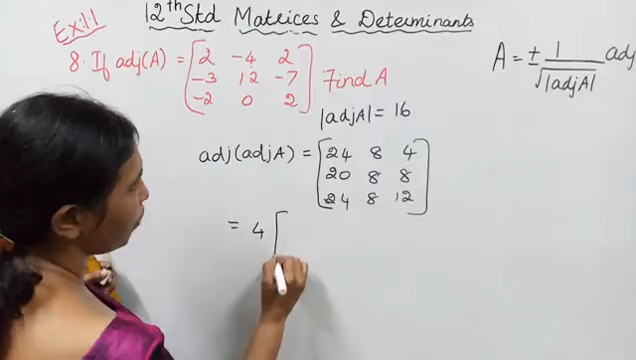 12th Std Matrices & Determinants
Ex:1.1
8. If adj(A) = [2 -4 2
-3 12 -7
-2 0 2] Find A
A = ± 1/√|adjA| adj
|adjA| = 16
adj(adjA) = [24 8 4
20 8 8
24 8 12]
= 4 [